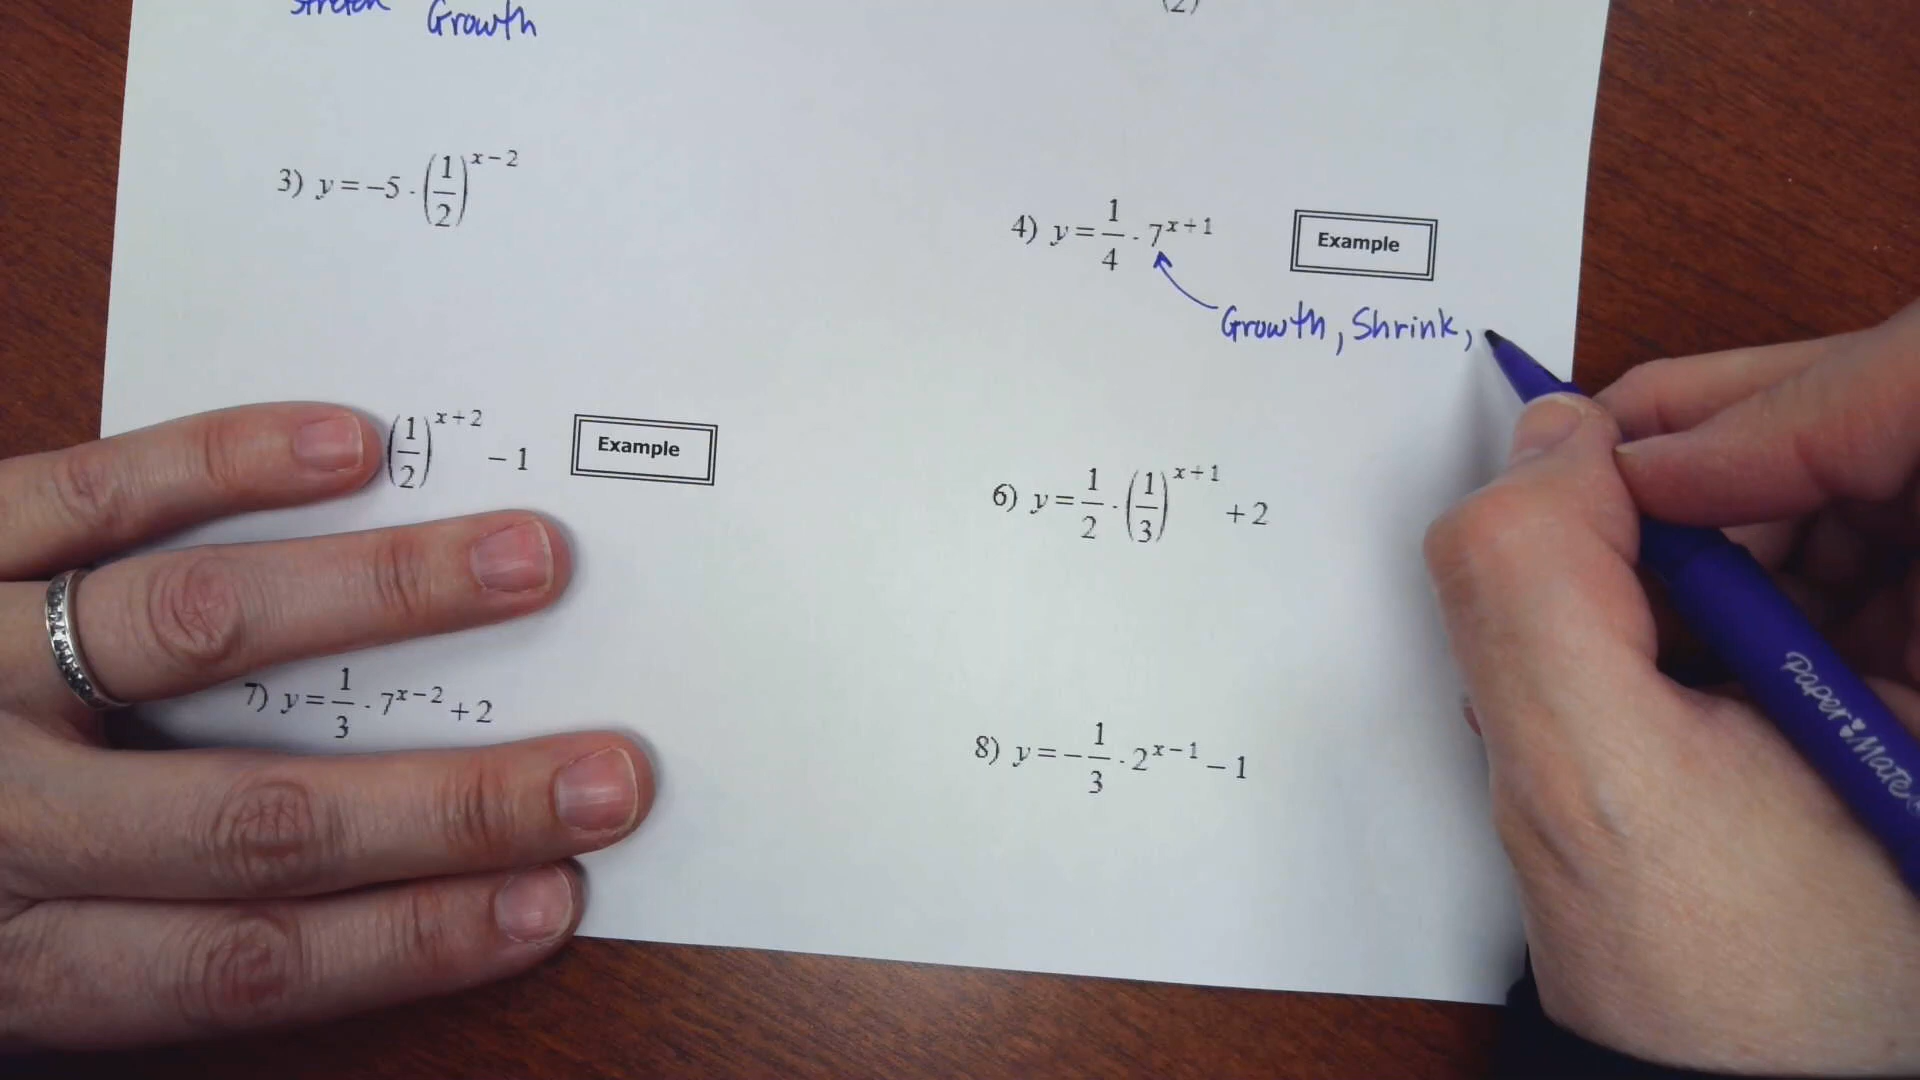 Stretch Growth
(2)
3) y = -5 · (1/2)^(x-2)
4) y = 1/4 · 7^(x+1)
Example
Growth, Shrink,
(1/2)^(x+2) - 1
Example
6) y = 1/2 · (1/3)^(x+1) + 2
7) y = 1/3 · 7^(x-2) + 2
8) y = -1/3 · 2^(x-1) - 1
Paper Mate